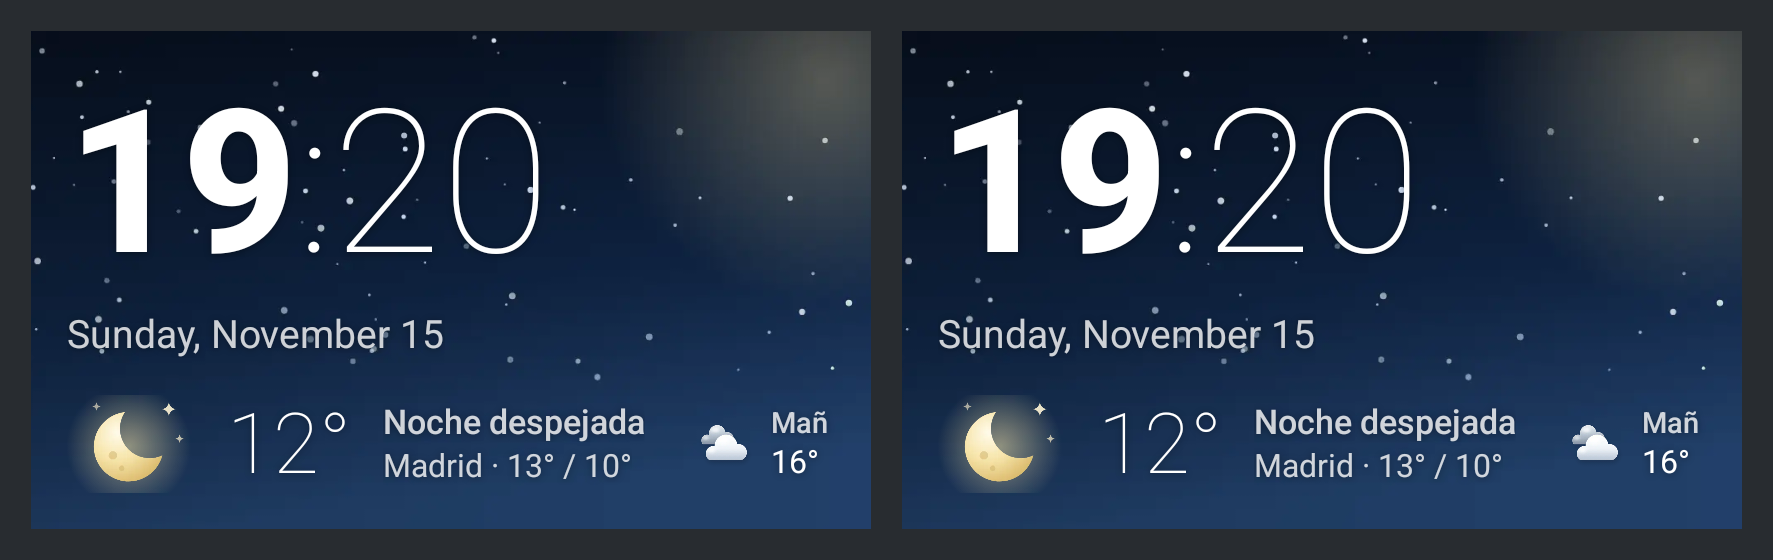 19:20
Sunday, November 15
12°
Noche despejada
Madrid · 13° / 10°
Mañ
16°
19:20
Sunday, November 15
12°
Noche despejada
Madrid · 13° / 10°
Mañ
16°